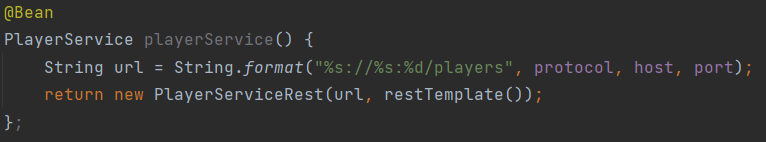 @Bean
PlayerService playerService() {
    String url = String.format("%s://%s:%d/players", protocol, host, port);
    return new PlayerServiceRest(url, restTemplate());
};